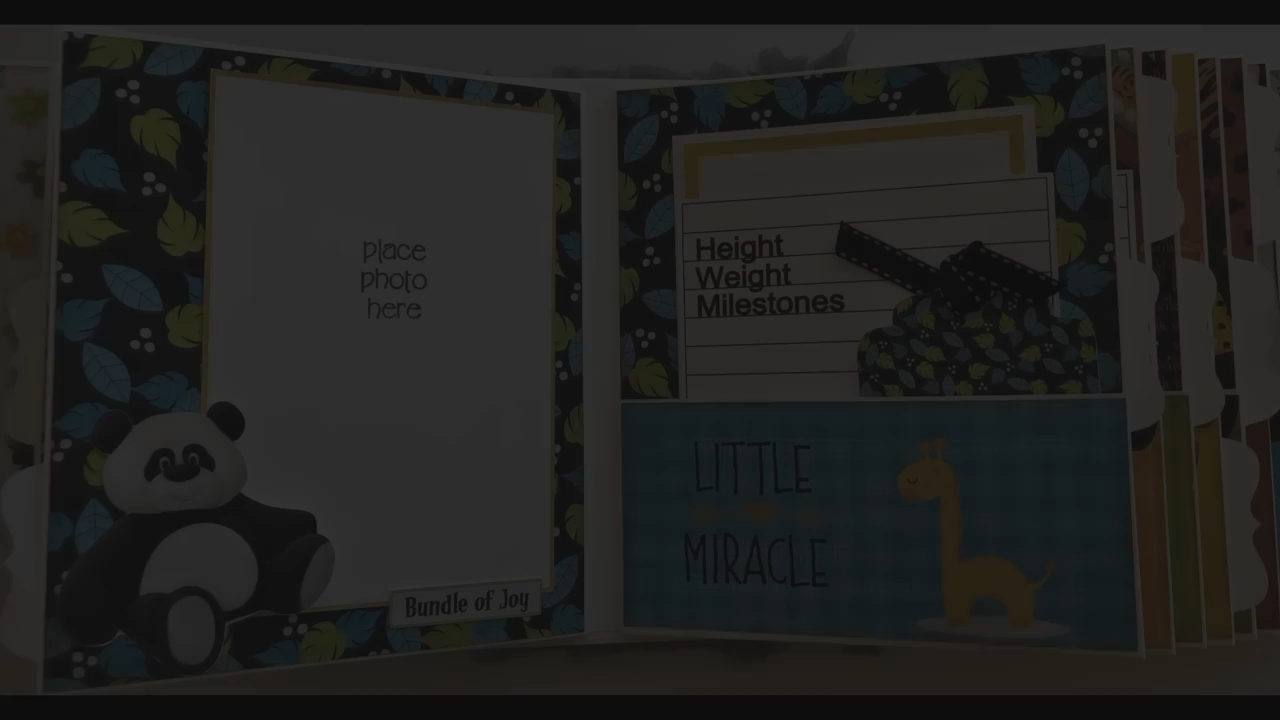 place
photo
here
Bundle of Joy
Height
Weight
Milestones
LITTLE
MIRACLE